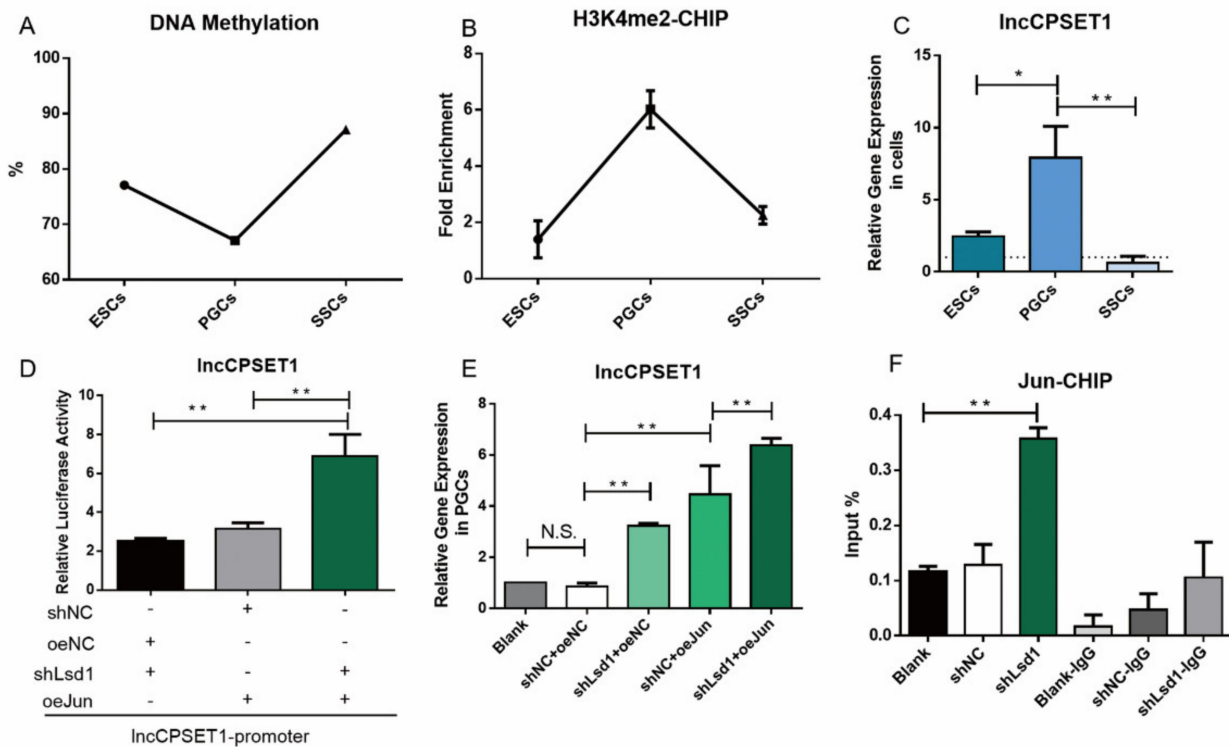 A
DNA Methylation
%
100
90
80
70
60
ESCs
PGCs
SSCs
B
H3K4me2-CHIP
Fold Enrichment
8
6
4
2
0
ESCs
PGCs
SSCs
C
lncCPSET1
Relative Gene Expression
in cells
15
10
5
0
*
**
ESCs
PGCs
SSCs
D
lncCPSET1
Relative Luciferase Activity
10
8
6
4
2
0
**
**
shNC - + -
oeNC + - -
shLsd1 + - +
oeJun - + +
lncCPSET1-promoter
E
lncCPSET1
Relative Gene Expression
in PGCs
8
6
4
2
0
N.S.
**
**
**
Blank
shNC+oeNC
shLsd1+oeNC
shNC+oeJun
shLsd1+oeJun
F
Jun-CHIP
Input %
0.4
0.3
0.2
0.1
0.0
**
Blank
shNC
shLsd1
Blank-IgG
shNC-IgG
shLsd1-IgG